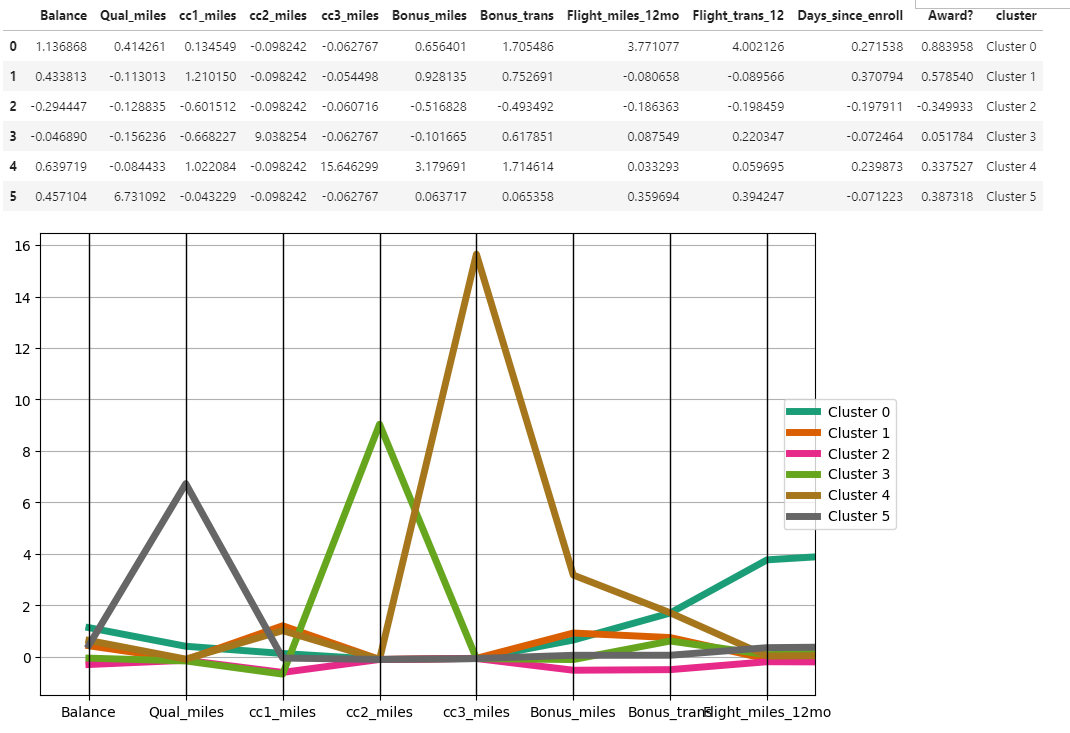 Balance Qual_miles cc1_miles cc2_miles cc3_miles Bonus_miles Bonus_trans Flight_miles_12mo Flight_trans_12 Days_since_enroll Award? cluster
0 1.136868 0.414261 0.134549 -0.098242 -0.062767 0.656401 1.705486 3.771077 4.002126 0.271538 0.883958 Cluster 0
1 0.433813 -0.113013 1.210150 -0.098242 -0.054498 0.928135 0.752691 -0.080658 -0.089566 0.370794 0.578540 Cluster 1
2 -0.294447 -0.128835 -0.601512 -0.098242 -0.060716 -0.516828 -0.493492 -0.186363 -0.198459 -0.197911 -0.349933 Cluster 2
3 -0.046890 -0.156236 -0.668227 9.038254 -0.062767 -0.101665 0.617851 0.087549 0.220347 -0.072464 0.051784 Cluster 3
4 0.639719 -0.084433 1.022084 -0.098242 15.646299 3.179691 1.714614 0.033293 0.059695 0.239873 0.337527 Cluster 4
5 0.457104 6.731092 -0.043229 -0.098242 -0.062767 0.063717 0.065358 0.359694 0.394247 -0.071223 0.387318 Cluster 5
16
14
12
10
8
6
4
2
0
Cluster 0
Cluster 1
Cluster 2
Cluster 3
Cluster 4
Cluster 5
Balance Qual_miles cc1_miles cc2_miles cc3_miles Bonus_miles Bonus_trans Flight_miles_12mo